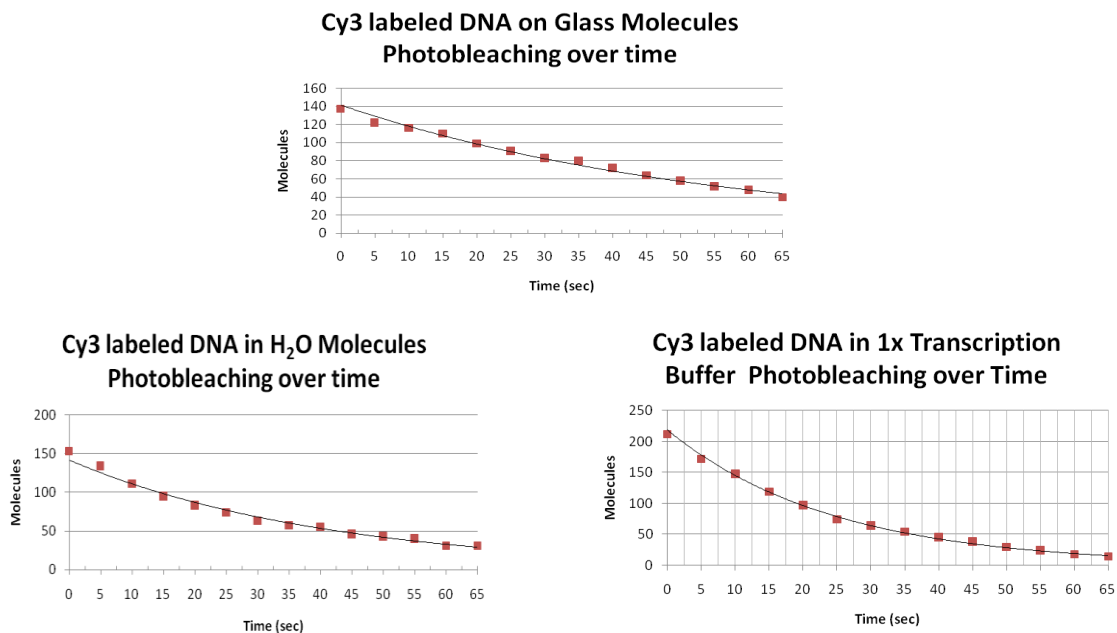 Cy3 labeled DNA on Glass Molecules
Photobleaching over time
160
140
120
100
80
60
40
20
0
Molecules
0 5 10 15 20 25 30 35 40 45 50 55 60 65
Time (sec)
Cy3 labeled DNA in H₂O Molecules
Photobleaching over time
200
150
100
50
0
Molecules
0 5 10 15 20 25 30 35 40 45 50 55 60 65
Time (sec)
Cy3 labeled DNA in 1x Transcription
Buffer Photobleaching over Time
250
200
150
100
50
0
Molecules
0 5 10 15 20 25 30 35 40 45 50 55 60 65
Time (sec)